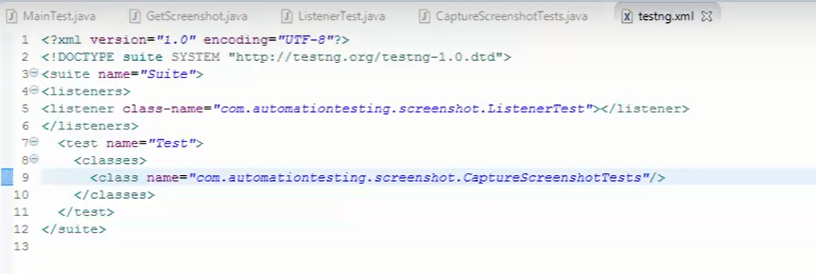 MainTest.java GetScreenshot.java ListenerTest.java CaptureScreenshotTests.java testng.xml
1 <?xml version="1.0" encoding="UTF-8"?>
2 <!DOCTYPE suite SYSTEM "http://testng.org/testng-1.0.dtd">
3 <suite name="Suite">
4 <listeners>
5 <listener class-name="com.automationtesting.screenshot.ListenerTest"></listener>
6 </listeners>
7 <test name="Test">
8 <classes>
9 <class name="com.automationtesting.screenshot.CaptureScreenshotTests"/>
10 </classes>
11 </test>
12 </suite>
13